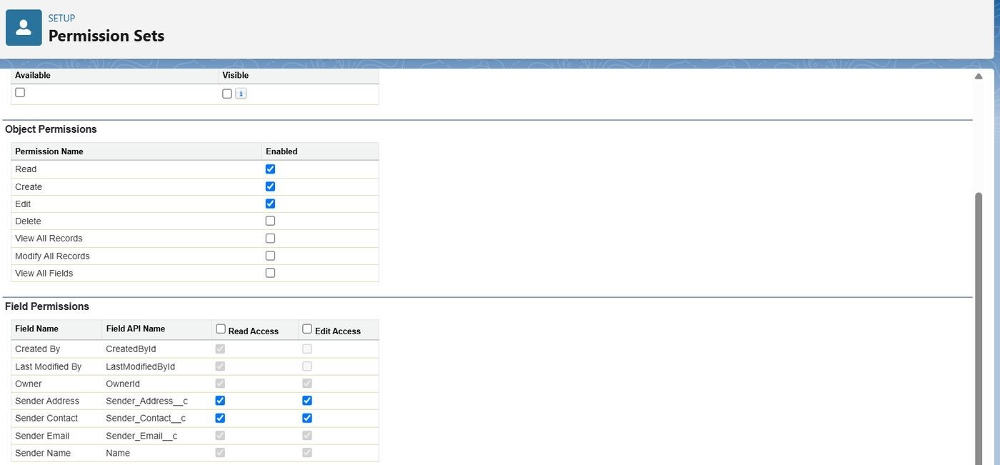 SETUP
Permission Sets
Available Visible
i
Object Permissions
Permission Name Enabled
Read
Create
Edit
Delete
View All Records
Modify All Records
View All Fields
Field Permissions
Field Name Field API Name Read Access Edit Access
Created By CreatedById
Last Modified By LastModifiedById
Owner OwnerId
Sender Address Sender_Address__c
Sender Contact Sender_Contact__c
Sender Email Sender_Email__c
Sender Name Name